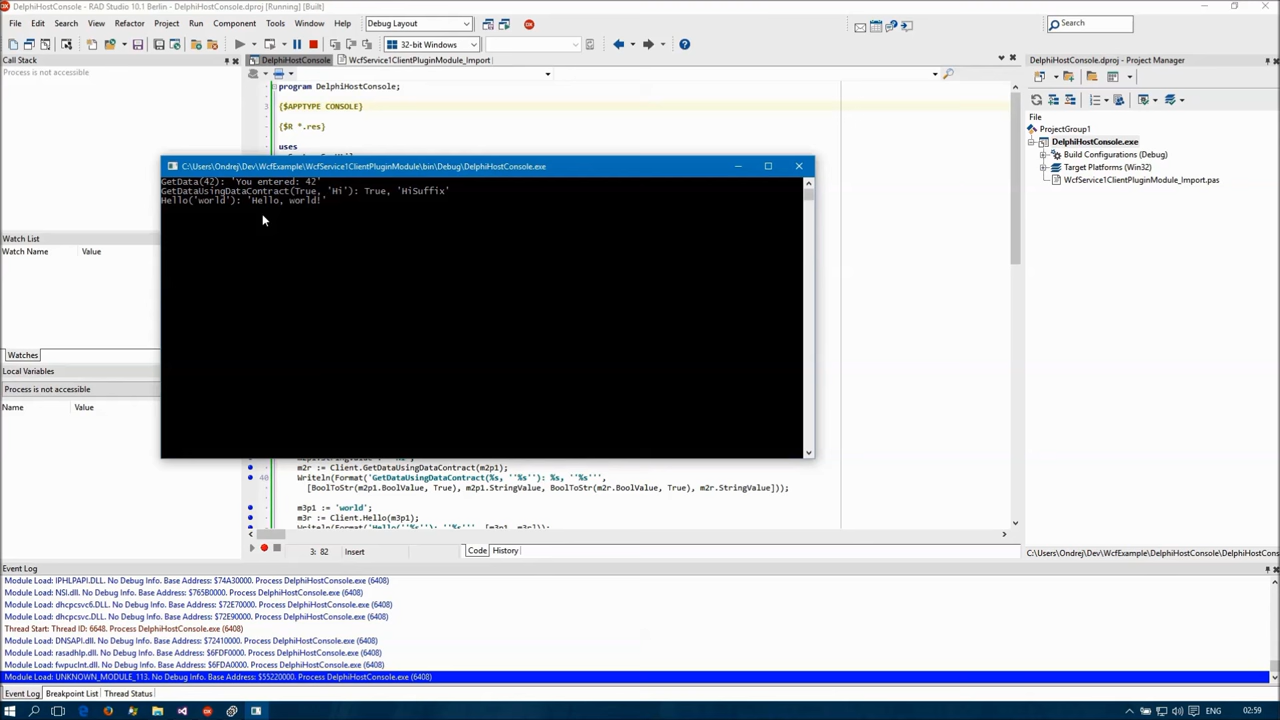 DelphiHostConsole - RAD Studio 10.1 Berlin - DelphiHostConsole.dproj [Running] [Built]
File Edit Search View Refactor Project Run Component Tools Window Help Debug Layout Search
32-bit Windows
Call Stack
Process is not accessible
DelphiHostConsole WcfService1ClientPluginModule_Import
program DelphiHostConsole;
3 {$APPTYPE CONSOLE}
{$R *.res}
uses
C:\Users\Ondrej\Dev\WcfExample\WcfService1ClientPluginModule\bin\Debug\DelphiHostConsole.exe
GetData(42): 'You entered: 42'
GetDataUsingDataContract(True, 'Hi'): True, 'HiSuffix'
Hello('world'): 'Hello, world!'
Watch List
Watch Name Value
Watches
Local Variables
Process is not accessible
Name Value
m2r := Client.GetDataUsingDataContract(m2p1);
40 Writeln(Format('GetDataUsingDataContract(%s, ''%s''): %s, ''%s''',
[BoolToStr(m2p1.BoolValue, True), m2p1.StringValue, BoolToStr(m2r.BoolValue, True), m2r.StringValue]));
m3p1 := 'world';
m3r := Client.Hello(m3p1);
Writeln(Format('Hello(''%s''): ''%s''', [m3p1, m3r]));
3: 82 Insert Code History
DelphiHostConsole.dproj - Project Manager
File
ProjectGroup1
DelphiHostConsole.exe
Build Configurations (Debug)
Target Platforms (Win32)
WcfService1ClientPluginModule_Import.pas
C:\Users\Ondrej\Dev\WcfExample\DelphiHostConsole\DelphiHostCons
Event Log
Module Load: IPHLPAPI.DLL. No Debug Info. Base Address: $74A30000. Process DelphiHostConsole.exe (6408)
Module Load: NSI.dll. No Debug Info. Base Address: $765B0000. Process DelphiHostConsole.exe (6408)
Module Load: dhcpcsvc6.DLL. No Debug Info. Base Address: $72E70000. Process DelphiHostConsole.exe (6408)
Module Load: dhcpcsvc.DLL. No Debug Info. Base Address: $72E90000. Process DelphiHostConsole.exe (6408)
Thread Start: Thread ID: 6648. Process DelphiHostConsole.exe (6408)
Module Load: DNSAPI.dll. No Debug Info. Base Address: $72410000. Process DelphiHostConsole.exe (6408)
Module Load: rasadhlp.dll. No Debug Info. Base Address: $6FDF0000. Process DelphiHostConsole.exe (6408)
Module Load: fwpuclnt.dll. No Debug Info. Base Address: $6FDA0000. Process DelphiHostConsole.exe (6408)
Module Load: UNKNOWN_MODULE_113. No Debug Info. Base Address: $55220000. Process DelphiHostConsole.exe (6408)
Event Log Breakpoint List Thread Status
ENG 02:59